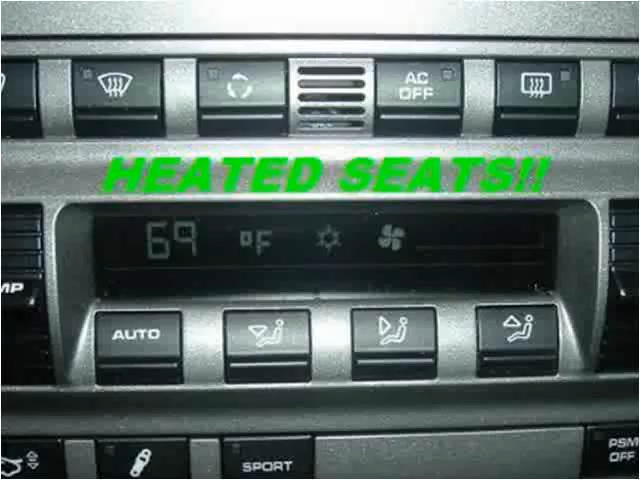 AC
OFF
HEATED SEATS!!
69 °F
MP
AUTO
SPORT
PSM
OFF